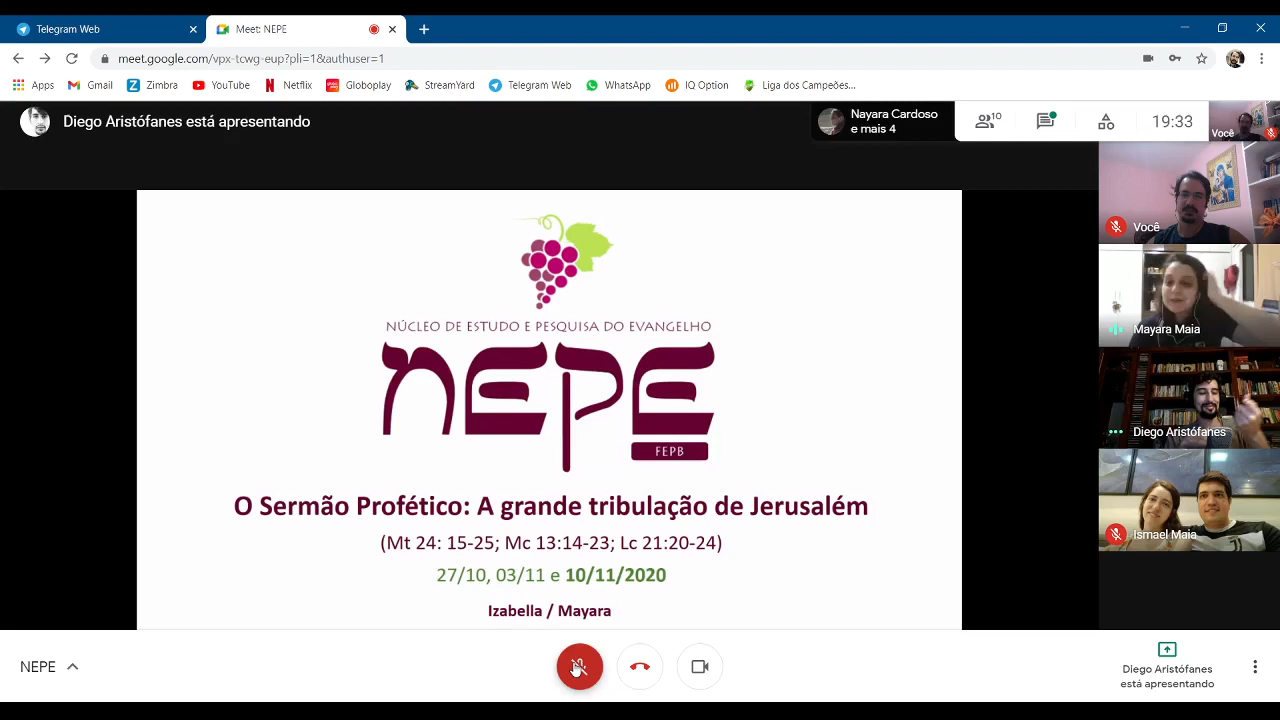 Telegram Web
Meet: NEPE
meet.google.com/vpx-tcwg-eup?pli=1&authuser=1
Apps
Gmail
Zimbra
YouTube
Netflix
Globoplay
StreamYard
Telegram Web
WhatsApp
IQ Option
Liga dos Campeões...
Diego Aristófanes está apresentando
Nayara Cardoso
e mais 4
10
19:33
Você
Você
Mayara Maia
Diego Aristófanes
Ismael Maia
NÚCLEO DE ESTUDO E PESQUISA DO EVANGELHO
NEPE
FEPB
O Sermão Profético: A grande tribulação de Jerusalém
(Mt 24: 15-25; Mc 13:14-23; Lc 21:20-24)
27/10, 03/11 e 10/11/2020
Izabella / Mayara
NEPE
Diego Aristófanes
está apresentando